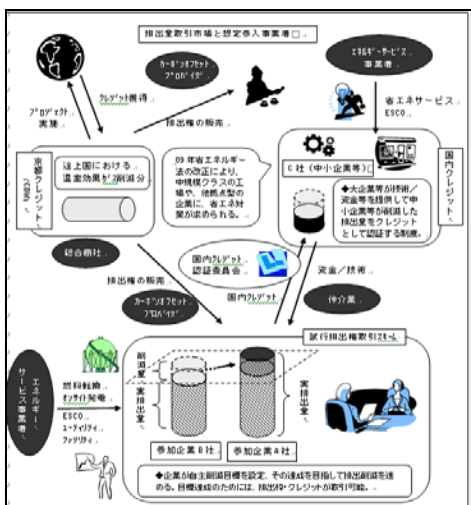 排出量取引市場と想定参入事業者
カーボンオフセット
プロバイダ
エネルギーサービス
事業者
クレジット獲得
プロジェクト
実施
排出権の販売
省エネサービス
ESCO
京都クレジット
(CDM)
途上国における
温室効果ガス削減分
総合商社
09年省エネルギー
法の改正により、
中規模クラスの工
場や、他拠点型の
企業に、省エネ対
策が求められる。
C社(中小企業等)
◆大企業等が技術/
資金等を提供して中
小企業等が削減した
排出量をクレジット
として認証する制度。
国内クレジット
国内クレジット
認証委員会
排出権の販売
カーボンオフセット
プロバイダ
国内クレジット
資金/技術
仲介業
試行排出権取引スキーム
エネルギー
サービス事業者
燃料転換
オンサイト発電
ESCO
ユーティリティ
ファシリティ
削減量
実排出量
実排出量
参加企業B社
参加企業A社
◆企業が自主削減目標を設定、その達成を目指して排出削減を進
める。目標達成のためには、排出枠・クレジットが取引可能。